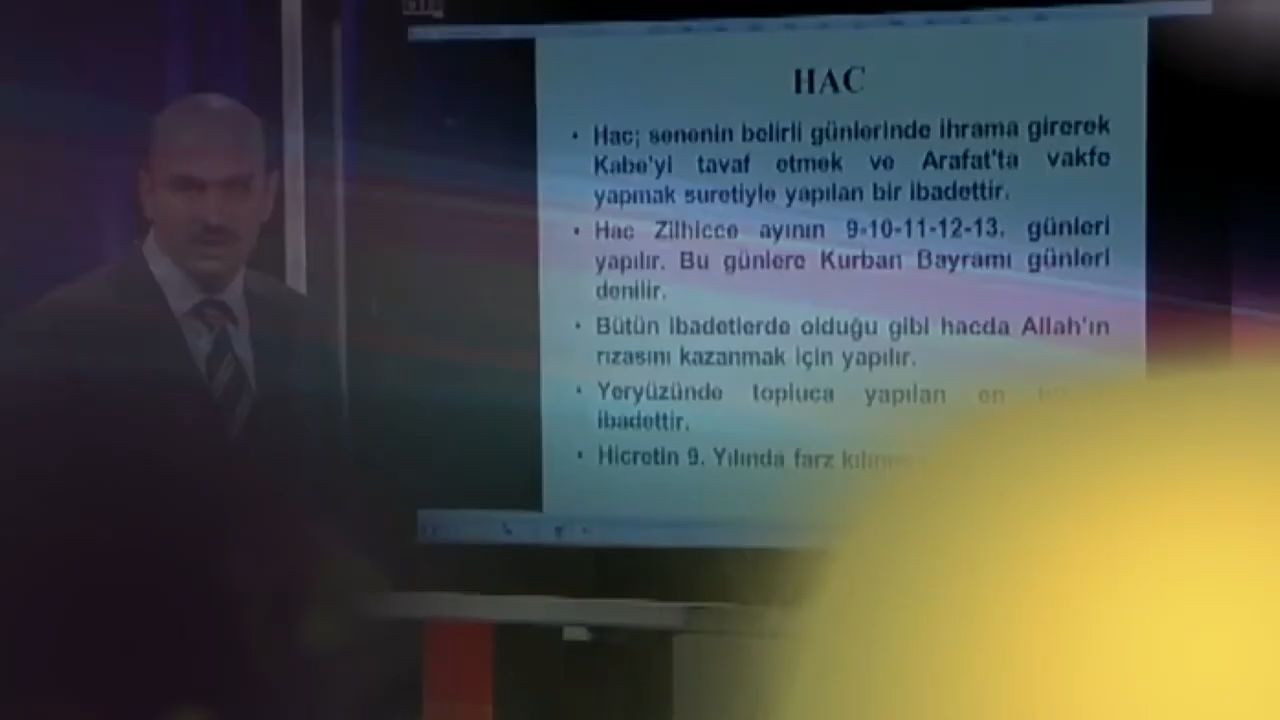 HAC
• Hac; senenin belirli günlerinde ihrama girerek
Kabe'yi tavaf etmek ve Arafat'ta vakfe
yapmak suretiyle yapılan bir ibadettir.
• Hac Zilhicce ayının 9-10-11-12-13. günleri
yapılır. Bu günlere Kurban Bayramı günleri
denilir.
• Bütün ibadetlerde olduğu gibi hacda Allah'ın
rızasını kazanmak için yapılır.
• Yeryüzünde topluca yapılan en
ibadettir.
• Hicretin 9. Yılında farz